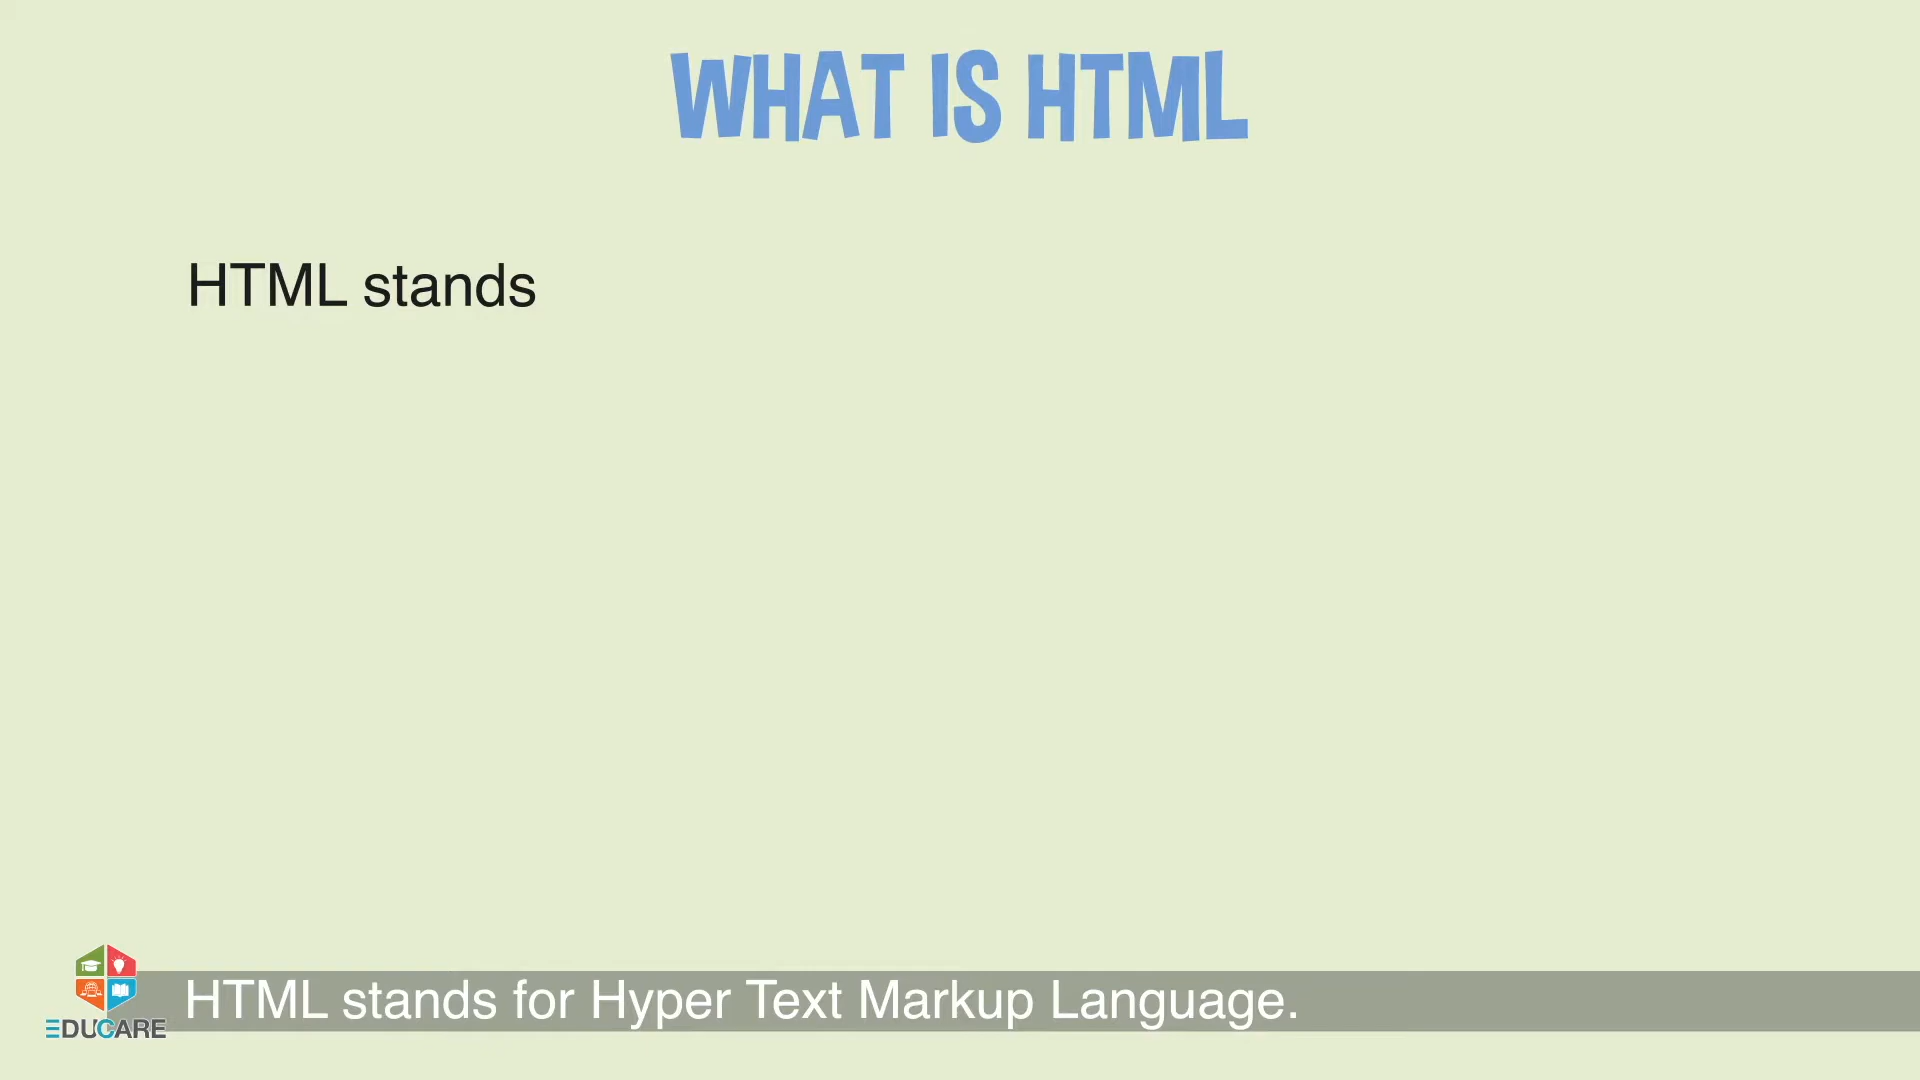 WHAT IS HTML
HTML stands
HTML stands for Hyper Text Markup Language.
EDUCARE